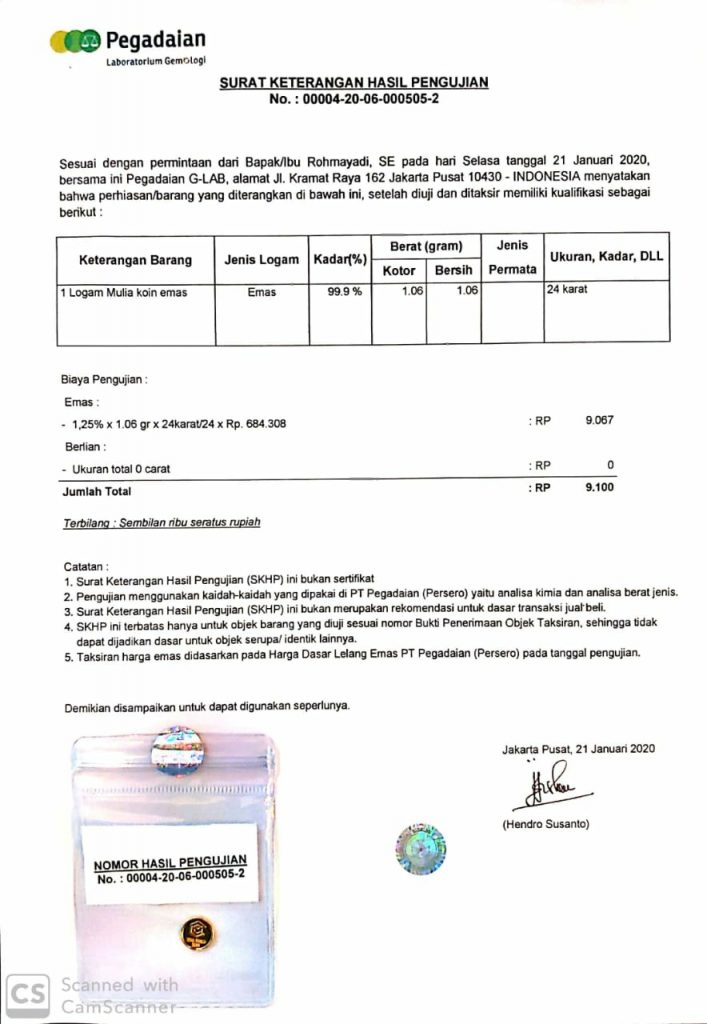 Pegadaian
Laboratorium Gemologi
SURAT KETERANGAN HASIL PENGUJIAN
No. : 00004-20-06-000505-2
Sesuai dengan permintaan dari Bapak/Ibu Rohmayadi, SE pada hari Selasa tanggal 21 Januari 2020,
bersama ini Pegadaian G-LAB, alamat Jl. Kramat Raya 162 Jakarta Pusat 10430 - INDONESIA menyatakan
bahwa perhiasan/barang yang diterangkan di bawah ini, setelah diuji dan ditaksir memiliki kualifikasi sebagai
berikut :
Keterangan Barang Jenis Logam Kadar(%) Berat (gram) Kotor Bersih Jenis Permata Ukuran, Kadar, DLL
1 Logam Mulia koin emas Emas 99.9 % 1.06 1.06 24 karat
Biaya Pengujian :
Emas :
- 1,25% x 1.06 gr x 24karat/24 x Rp. 684.308 : RP 9.067
Berlian :
- Ukuran total 0 carat : RP 0
Jumlah Total : RP 9.100
Terbilang : Sembilan ribu seratus rupiah
Catatan :
1. Surat Keterangan Hasil Pengujian (SKHP) ini bukan sertifikat
2. Pengujian menggunakan kaidah-kaidah yang dipakai di PT Pegadaian (Persero) yaitu analisa kimia dan analisa berat jenis.
3. Surat Keterangan Hasil Pengujian (SKHP) ini bukan merupakan rekomendasi untuk dasar transaksi jual beli.
4. SKHP ini terbatas hanya untuk objek barang yang diuji sesuai nomor Bukti Penerimaan Objek Taksiran, sehingga tidak
dapat dijadikan dasar untuk objek serupa/ identik lainnya.
5. Taksiran harga emas didasarkan pada Harga Dasar Lelang Emas PT Pegadaian (Persero) pada tanggal pengujian.
Demikian disampaikan untuk dapat digunakan seperlunya.
Jakarta Pusat, 21 Januari 2020
(Hendro Susanto)
NOMOR HASIL PENGUJIAN
No. : 00004-20-06-000505-2
CS Scanned with
CamScanner